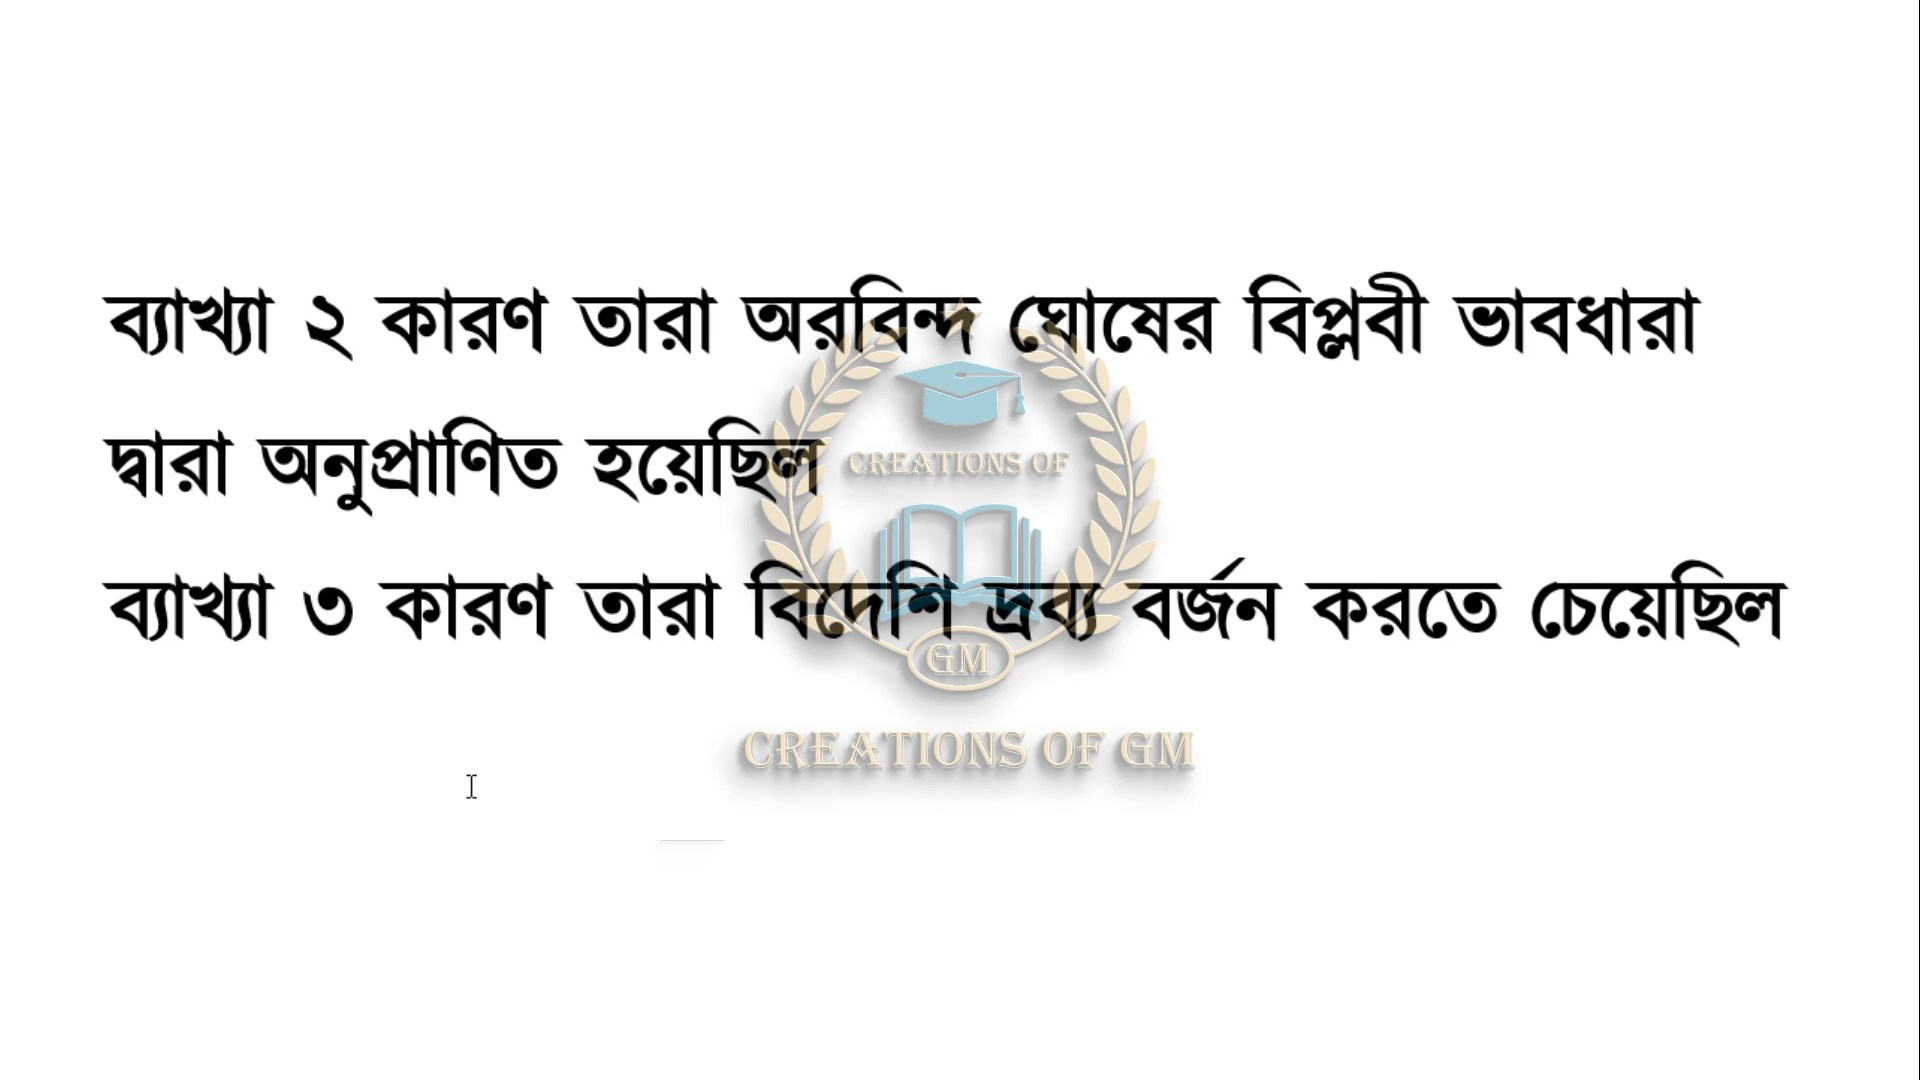 ব্যাখ্যা ২ কারণ তারা অরবিন্দ ঘোষের বিপ্লবী ভাবধারা
দ্বারা অনুপ্রাণিত হয়েছিল
CREATIONS OF
ব্যাখ্যা ৩ কারণ তারা বিদেশি দ্রব্য বর্জন করতে চেয়েছিল
GM
CREATIONS OF GM